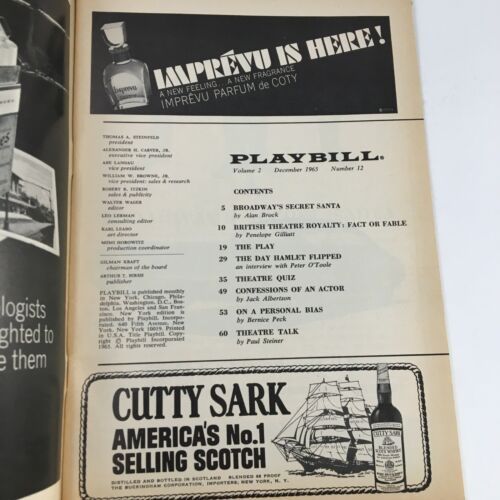 IMPRÉVU IS HERE!
A NEW FEELING... A NEW FRAGRANCE
IMPRÉVU PARFUM de COTY
Imprévu
THOMAS A. STEINFELD
president
ALEXANDER H. CARVER, JR.
executive vice president
ABE LANDAU
vice president
WILLIAM W. BROWNE, JR.
vice president: sales & research
ROBERT K. ITZKIN
sales & publicity
WALTER WAGER
editor
LEO LERMAN
consulting editor
KARL LEABO
art director
MIMI HOROWITZ
production coordinator
GILMAN KRAFT
chairman of the board
ARTHUR T. BIRSH
publisher
PLAYBILL is published monthly
in New York, Chicago, Phila-
delphia, Washington, D.C., Bos-
ton, Los Angeles and San Fran-
cisco. New York edition is
published by Playbill Incorpo-
rated. 640 Fifth Avenue, New
York, New York 10019. Printed
in U.S.A. Title Playbill. Copy-
right © Playbill Incorporated
1965. All rights reserved.
PLAYBILL®
Volume 2 December 1965 Number 12
CONTENTS
5 BROADWAY'S SECRET SANTA
by Alan Brock
10 BRITISH THEATRE ROYALTY: FACT OR FABLE
by Penelope Gilliatt
19 THE PLAY
29 THE DAY HAMLET FLIPPED
an interview with Peter O'Toole
35 THEATRE QUIZ
49 CONFESSIONS OF AN ACTOR
by Jack Albertson
53 ON A PERSONAL BIAS
by Bernice Peck
60 THEATRE TALK
by Paul Steiner
ologists
ghted to
e them
CUTTY SARK
AMERICA'S No.1
SELLING SCOTCH
DISTILLED AND BOTTLED IN SCOTLAND BLENDED 86 PROOF
THE BUCKINGHAM CORPORATION, IMPORTERS, NEW YORK, N. Y.
CUTTY SARK
BLENDED
SCOTS WHISKY